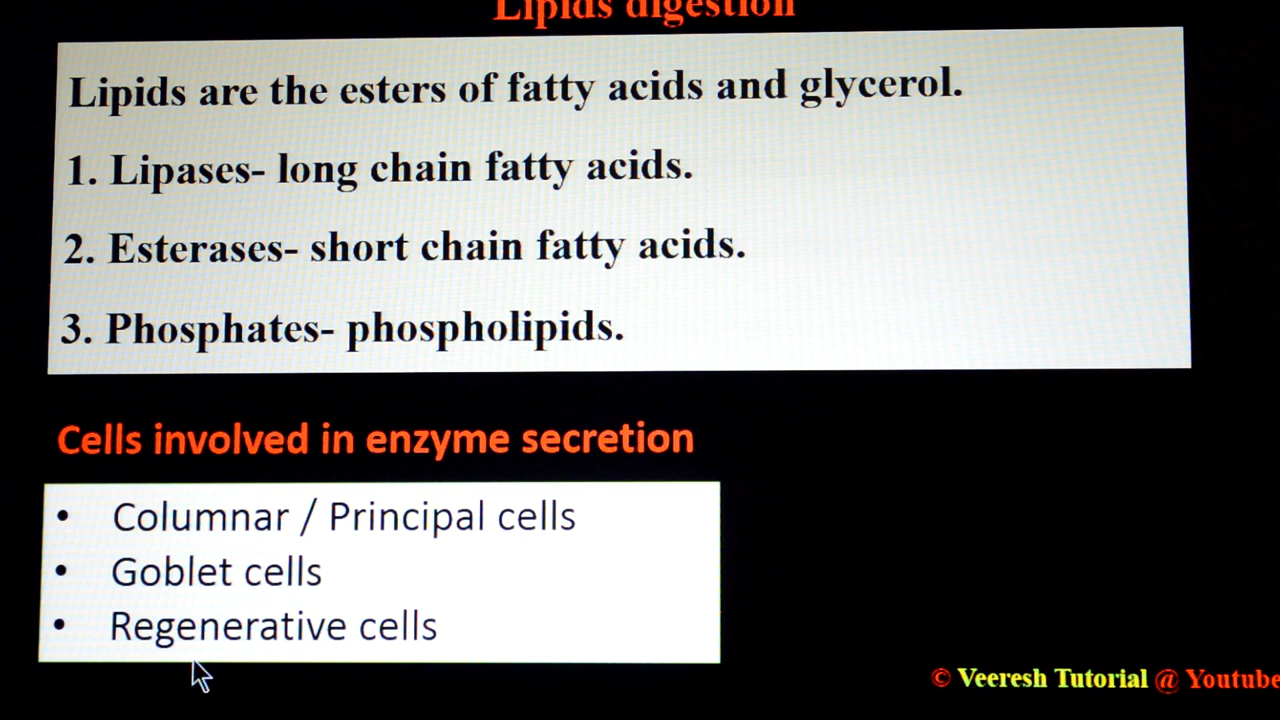 Lipids digestion
Lipids are the esters of fatty acids and glycerol.
1. Lipases- long chain fatty acids.
2. Esterases- short chain fatty acids.
3. Phosphates- phospholipids.
Cells involved in enzyme secretion
• Columnar / Principal cells
• Goblet cells
• Regenerative cells
© Veeresh Tutorial @ Youtube